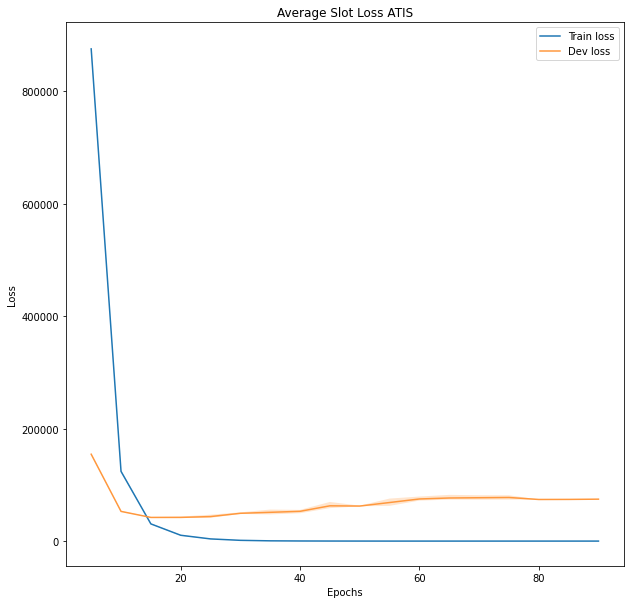 Average Slot Loss ATIS
Train loss
Dev loss
800000
600000
400000
200000
0
Loss
20
40
60
80
Epochs